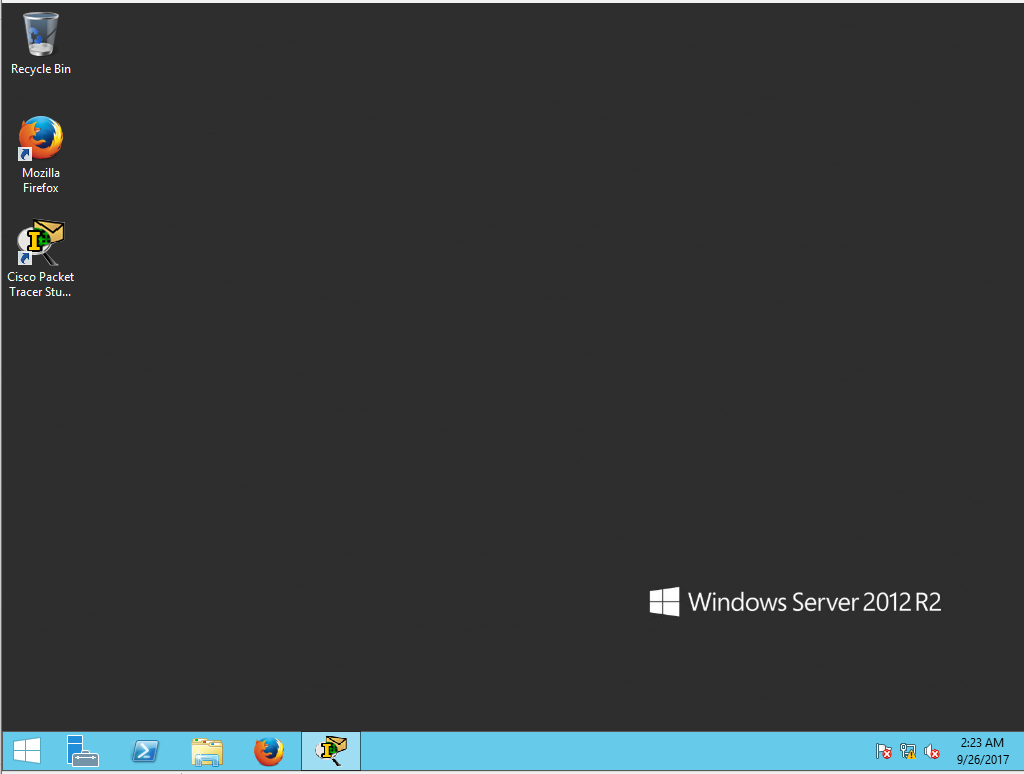 Recycle Bin
Mozilla
Firefox
Cisco Packet
Tracer Stu...
Windows Server 2012 R2
2:23 AM
9/26/2017